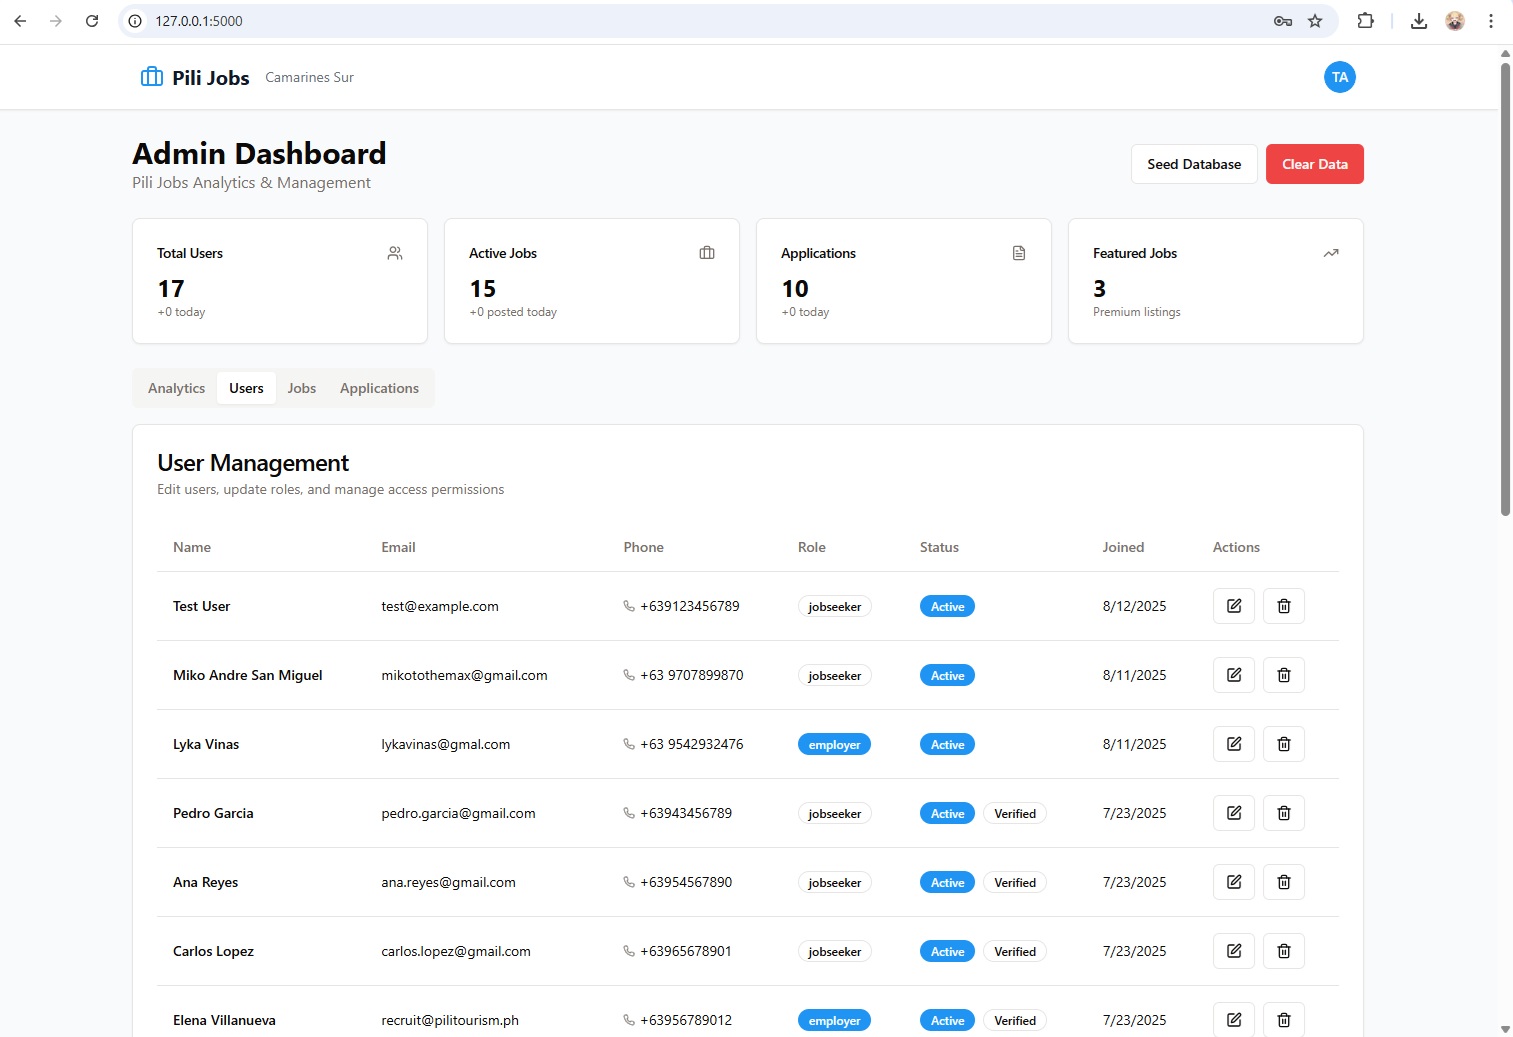 127.0.0.1:5000
Pili Jobs Camarines Sur
TA
Admin Dashboard
Pili Jobs Analytics & Management
Seed Database Clear Data
Total Users Active Jobs Applications Featured Jobs
17 15 10 3
+0 today +0 posted today +0 today Premium listings
Analytics Users Jobs Applications
User Management
Edit users, update roles, and manage access permissions
Name Email Phone Role Status Joined Actions
Test User test@example.com +639123456789 jobseeker Active 8/12/2025
Miko Andre San Miguel mikotothemax@gmail.com +63 9707899870 jobseeker Active 8/11/2025
Lyka Vinas lykavinas@gmal.com +63 9542932476 employer Active 8/11/2025
Pedro Garcia pedro.garcia@gmail.com +63943456789 jobseeker Active Verified 7/23/2025
Ana Reyes ana.reyes@gmail.com +63954567890 jobseeker Active Verified 7/23/2025
Carlos Lopez carlos.lopez@gmail.com +63965678901 jobseeker Active Verified 7/23/2025
Elena Villanueva recruit@pilitourism.ph +63956789012 employer Active Verified 7/23/2025